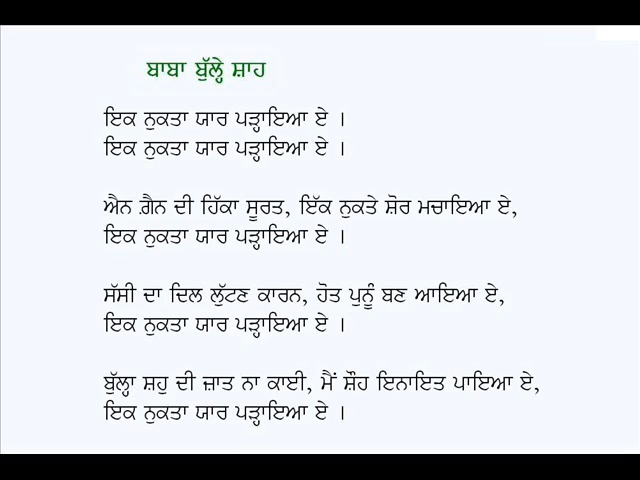 ਬਾਬਾ ਬੁੱਲ੍ਹੇ ਸ਼ਾਹ
ਇਕ ਨੁਕਤਾ ਯਾਰ ਪੜ੍ਹਾਇਆ ਏ ।
ਇਕ ਨੁਕਤਾ ਯਾਰ ਪੜ੍ਹਾਇਆ ਏ ।
ਐਨ ਗ਼ੈਨ ਦੀ ਹਿੱਕਾ ਸੂਰਤ, ਇੱਕ ਨੁਕਤੇ ਸ਼ੋਰ ਮਚਾਇਆ ਏ,
ਇਕ ਨੁਕਤਾ ਯਾਰ ਪੜ੍ਹਾਇਆ ਏ ।
ਸੱਸੀ ਦਾ ਦਿਲ ਲੁੱਟਣ ਕਾਰਨ, ਹੋਤ ਪੁਨੂੰ ਬਣ ਆਇਆ ਏ,
ਇਕ ਨੁਕਤਾ ਯਾਰ ਪੜ੍ਹਾਇਆ ਏ ।
ਬੁੱਲ੍ਹਾ ਸ਼ਹੁ ਦੀ ਜ਼ਾਤ ਨਾ ਕਾਈ, ਮੈਂ ਸ਼ੌਹ ਇਨਾਇਤ ਪਾਇਆ ਏ,
ਇਕ ਨੁਕਤਾ ਯਾਰ ਪੜ੍ਹਾਇਆ ਏ ।